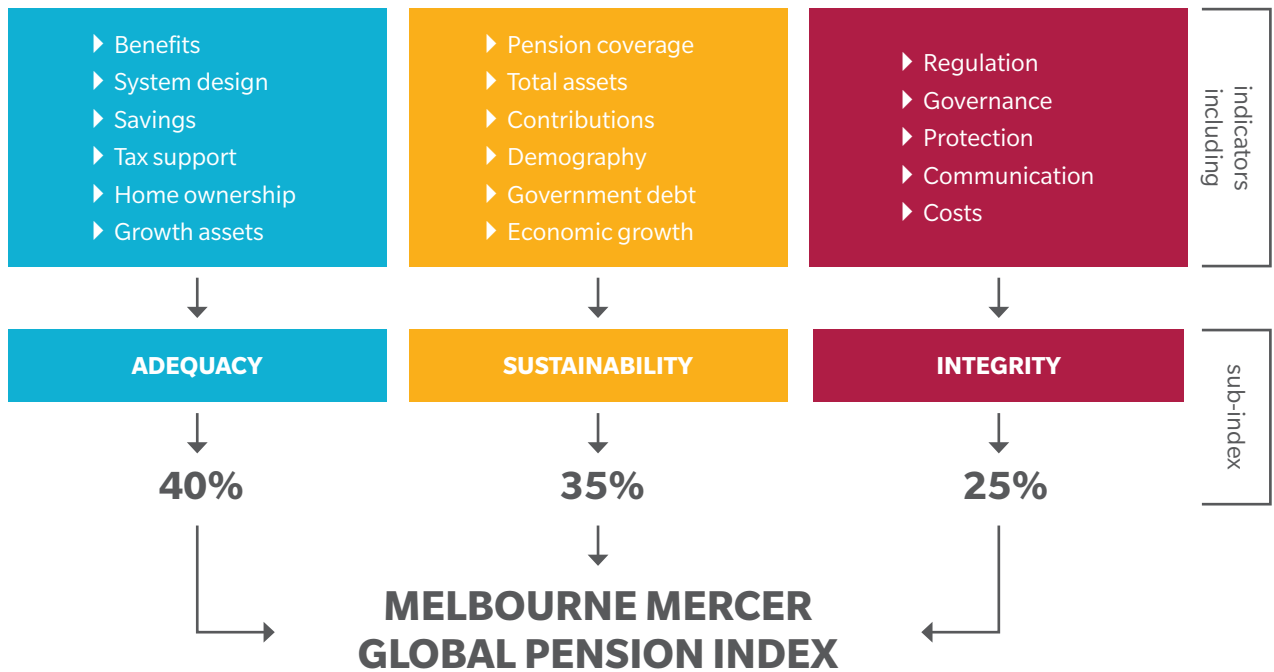 Benefits
System design
Savings
Tax support
Home ownership
Growth assets
Pension coverage
Total assets
Contributions
Demography
Government debt
Economic growth
Regulation
Governance
Protection
Communication
Costs
indicators
including
ADEQUACY
SUSTAINABILITY
INTEGRITY
sub-index
40%
35%
25%
MELBOURNE MERCER
GLOBAL PENSION INDEX